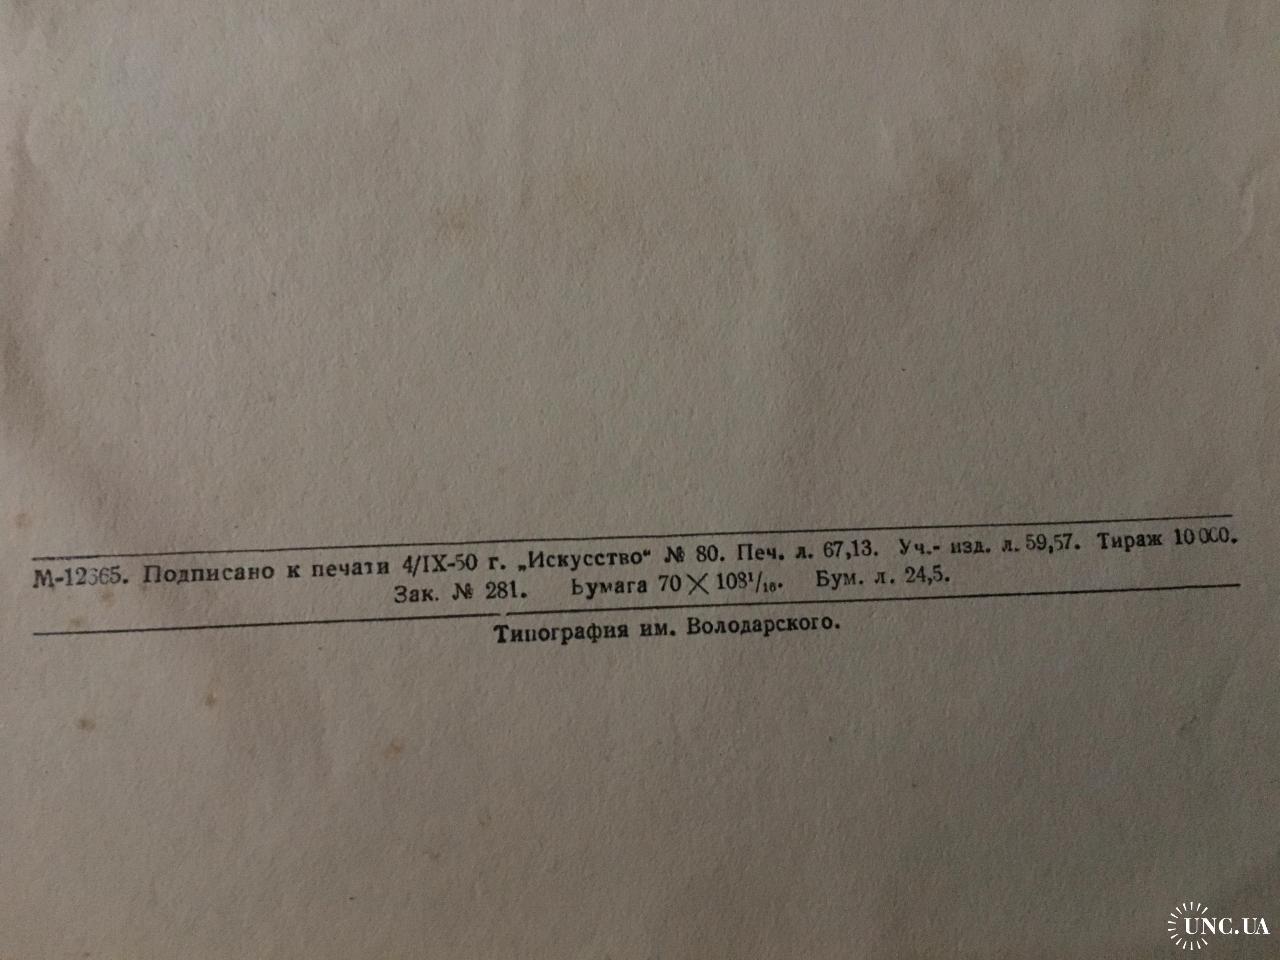 М-12365. Подписано к печати 4/IX-50 г. „Искусство“ № 80. Печ. л. 67,13. Уч.- изд. л. 59,57. Тираж 10 000.
Зак. № 281. Бумага 70 × 108¹/₁₆. Бум. л. 24,5.
Типография им. Володарского.
UNC.UA